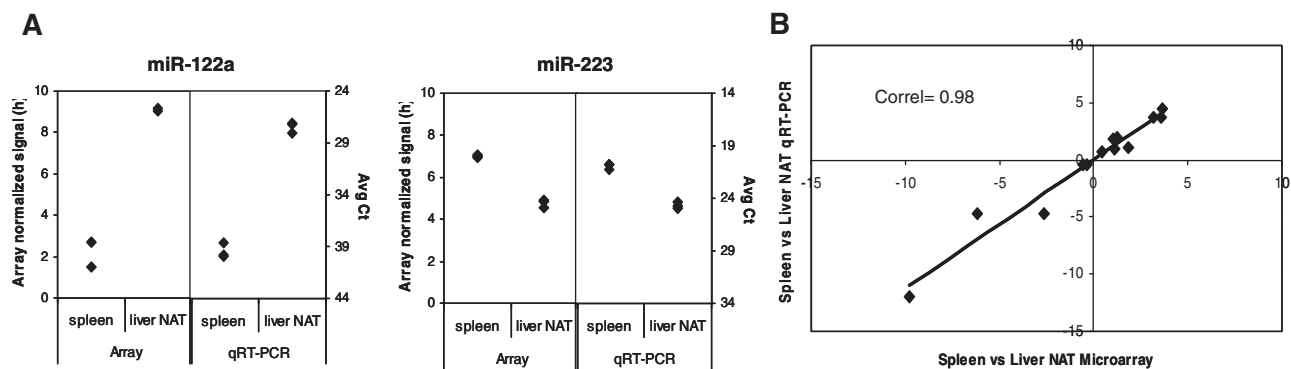 A
miR-122a
Array normalized signal (h)
10
8
6
4
2
0
24
29
34
39
44
Avg Ct
spleen
liver NAT
spleen
liver NAT
Array
qRT-PCR
miR-223
Array normalized signal (h)
10
8
6
4
2
0
14
19
24
29
34
Avg Ct
spleen
liver NAT
spleen
liver NAT
Array
qRT-PCR
B
Spleen vs Liver NAT qRT-PCR
Correl= 0.98
10
5
0
-5
-10
-15
-15
-10
-5
0
5
10
Spleen vs Liver NAT Microarray